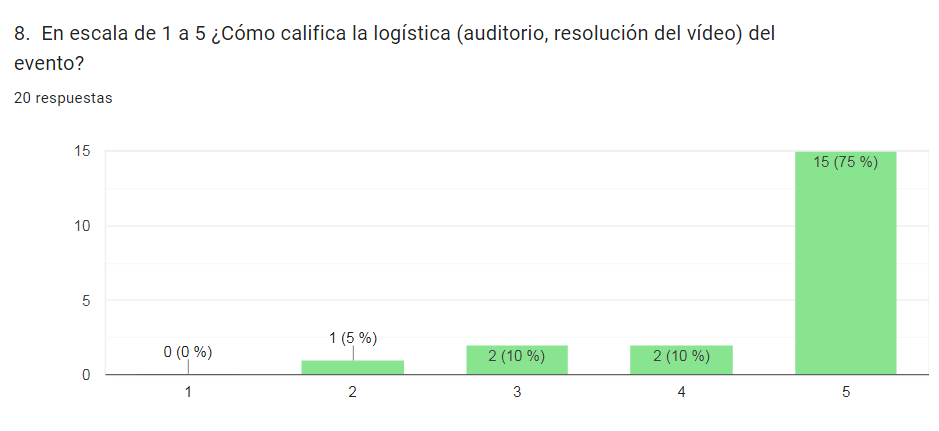 8.  En escala de 1 a 5 ¿Cómo califica la logística (auditorio, resolución del vídeo) del
evento?
20 respuestas
15
10
5
0
0 (0 %)
1 (5 %)
2 (10 %)
2 (10 %)
15 (75 %)
1
2
3
4
5